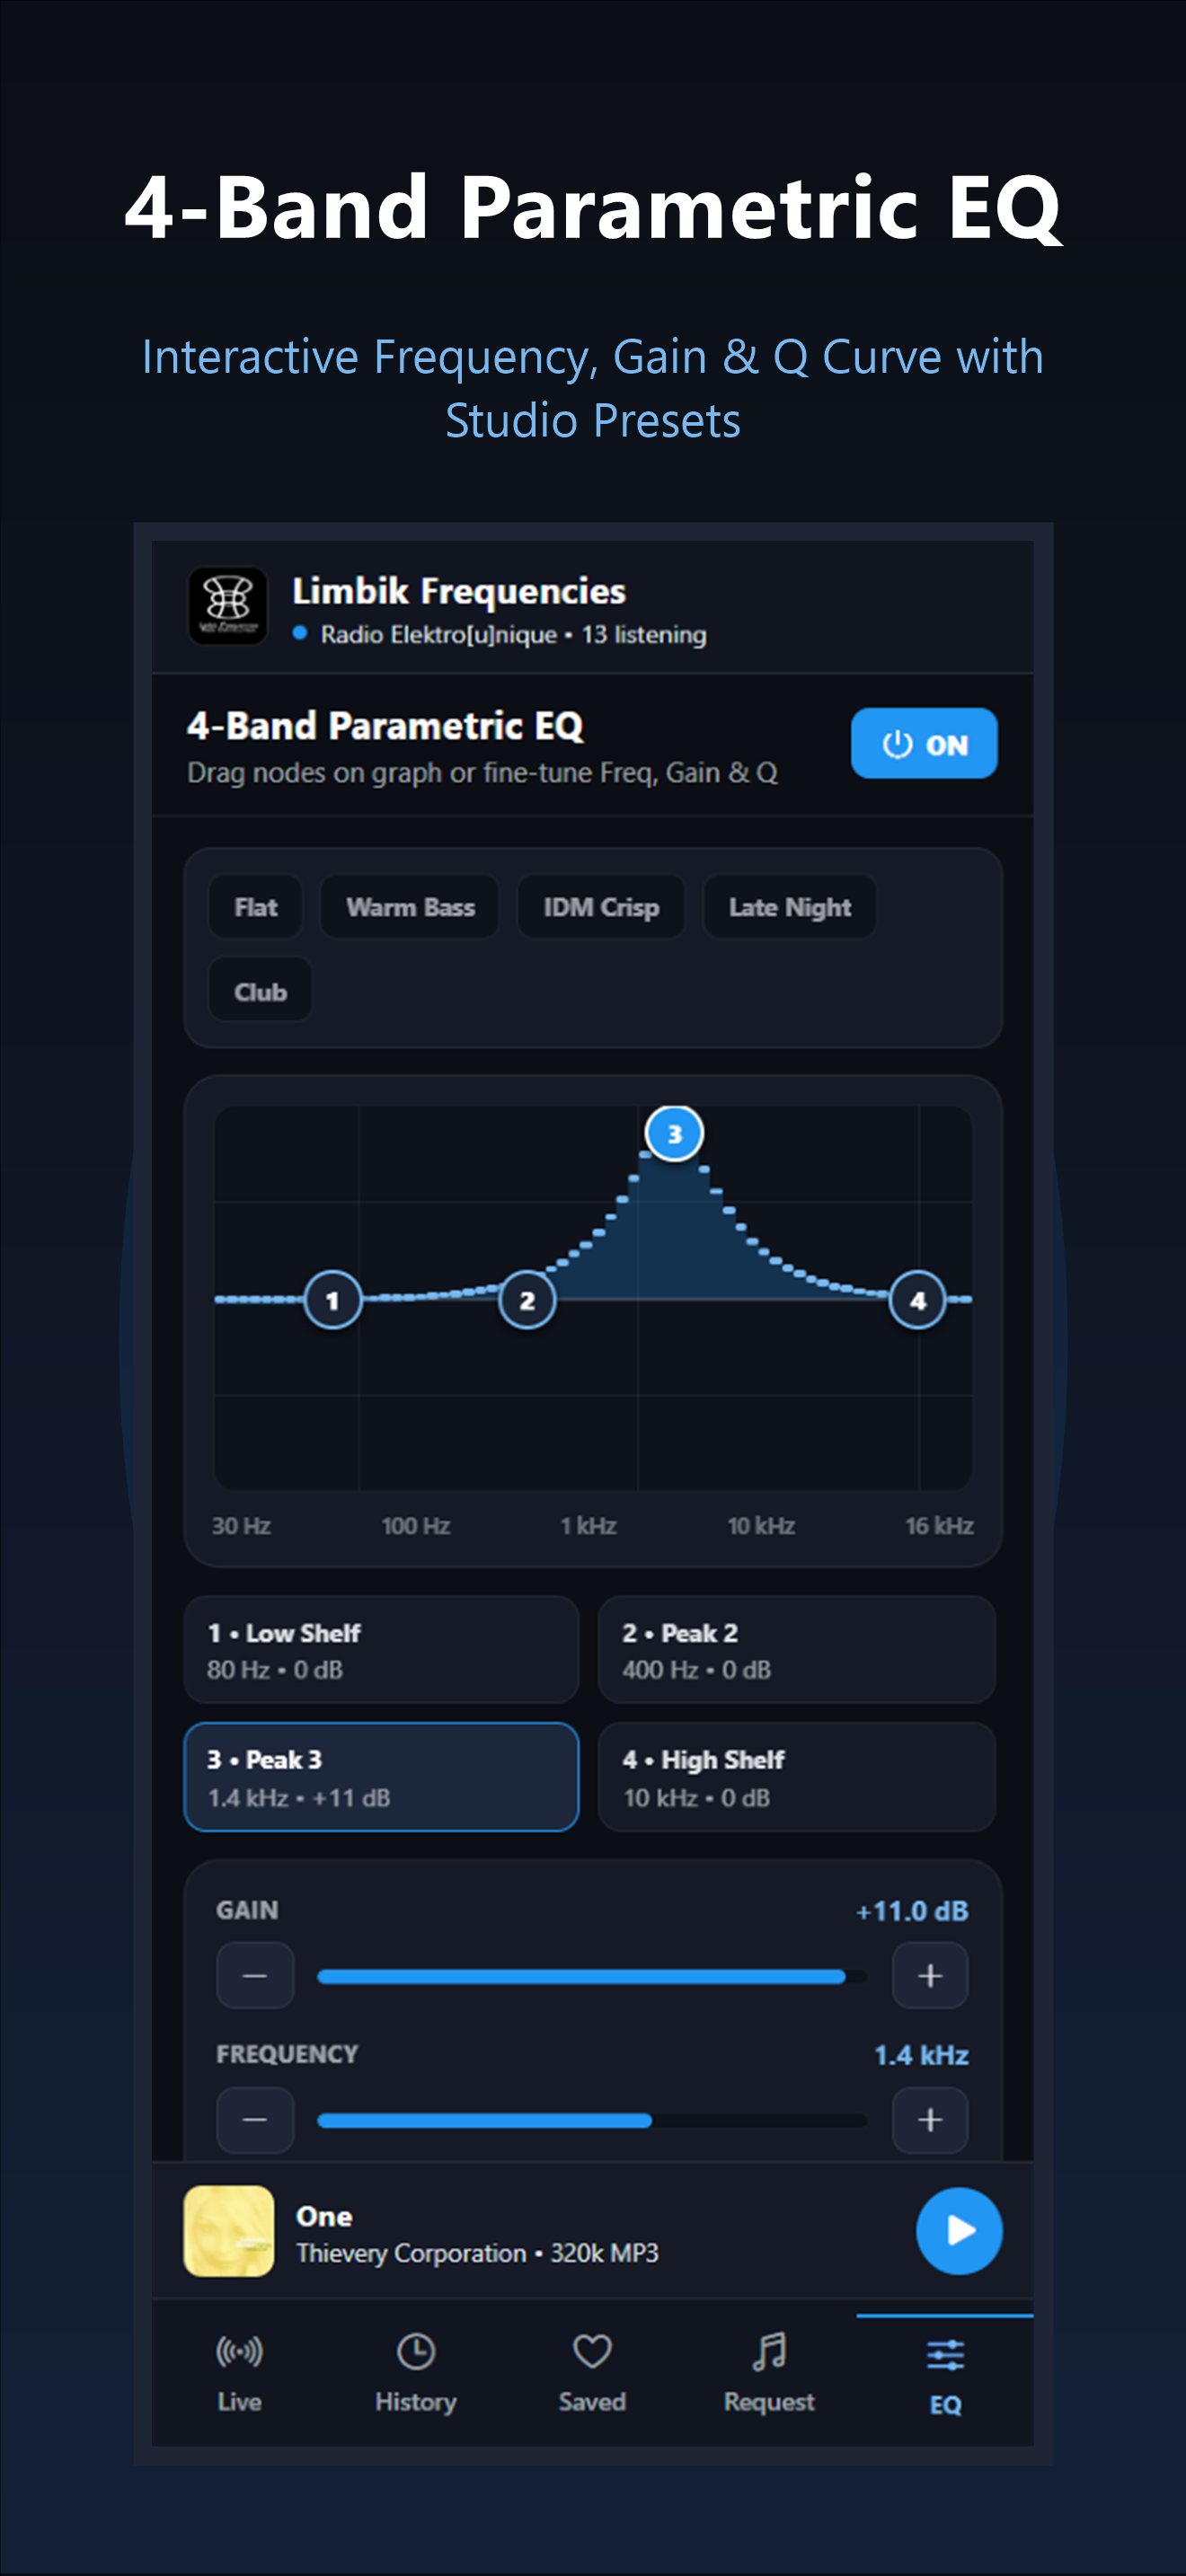 4-Band Parametric EQ
Interactive Frequency, Gain & Q Curve with
Studio Presets
Limbik Frequencies
Radio Elektro[u]nique • 13 listening
4-Band Parametric EQ
Drag nodes on graph or fine-tune Freq, Gain & Q
ON
Flat
Warm Bass
IDM Crisp
Late Night
Club
3
1
2
4
30 Hz
100 Hz
1 kHz
10 kHz
16 kHz
1 • Low Shelf
80 Hz • 0 dB
2 • Peak 2
400 Hz • 0 dB
3 • Peak 3
1.4 kHz • +11 dB
4 • High Shelf
10 kHz • 0 dB
GAIN
+11.0 dB
FREQUENCY
1.4 kHz
One
Thievery Corporation • 320k MP3
Live
History
Saved
Request
EQ